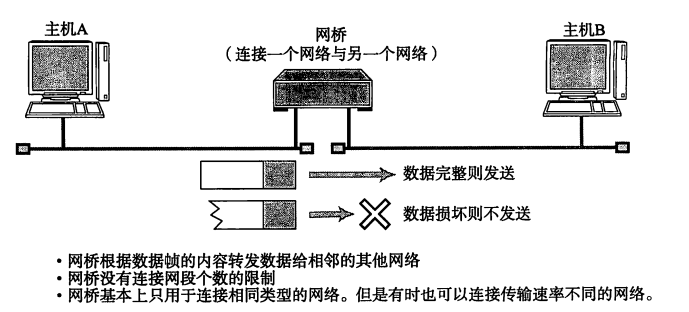 主机A
网桥
（连接一个网络与另一个网络）
主机B
数据完整则发送
数据损坏则不发送
·网桥根据数据帧的内容转发数据给相邻的其他网络
·网桥没有连接网段个数的限制
·网桥基本上只用于连接相同类型的网络。但是有时也可以连接传输速率不同的网络。